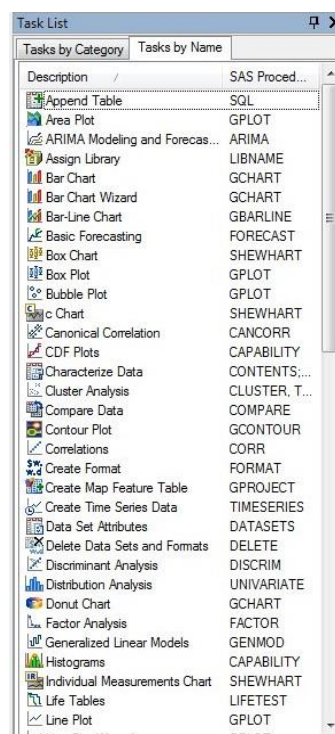 Task List
Tasks by Category Tasks by Name
Description SAS Proced...
Append Table SQL
Area Plot GPLOT
ARIMA Modeling and Forecas... ARIMA
Assign Library LIBNAME
Bar Chart GCHART
Bar Chart Wizard GCHART
Bar-Line Chart GBARLINE
Basic Forecasting FORECAST
Box Chart SHEWHART
Box Plot GPLOT
Bubble Plot GPLOT
c Chart SHEWHART
Canonical Correlation CANCORR
CDF Plots CAPABILITY
Characterize Data CONTENTS;...
Cluster Analysis CLUSTER, T...
Compare Data COMPARE
Contour Plot GCONTOUR
Correlations CORR
Create Format FORMAT
Create Map Feature Table GPROJECT
Create Time Series Data TIMESERIES
Data Set Attributes DATASETS
Delete Data Sets and Formats DELETE
Discriminant Analysis DISCRIM
Distribution Analysis UNIVARIATE
Donut Chart GCHART
Factor Analysis FACTOR
Generalized Linear Models GENMOD
Histograms CAPABILITY
Individual Measurements Chart SHEWHART
Life Tables LIFETEST
Line Plot GPLOT